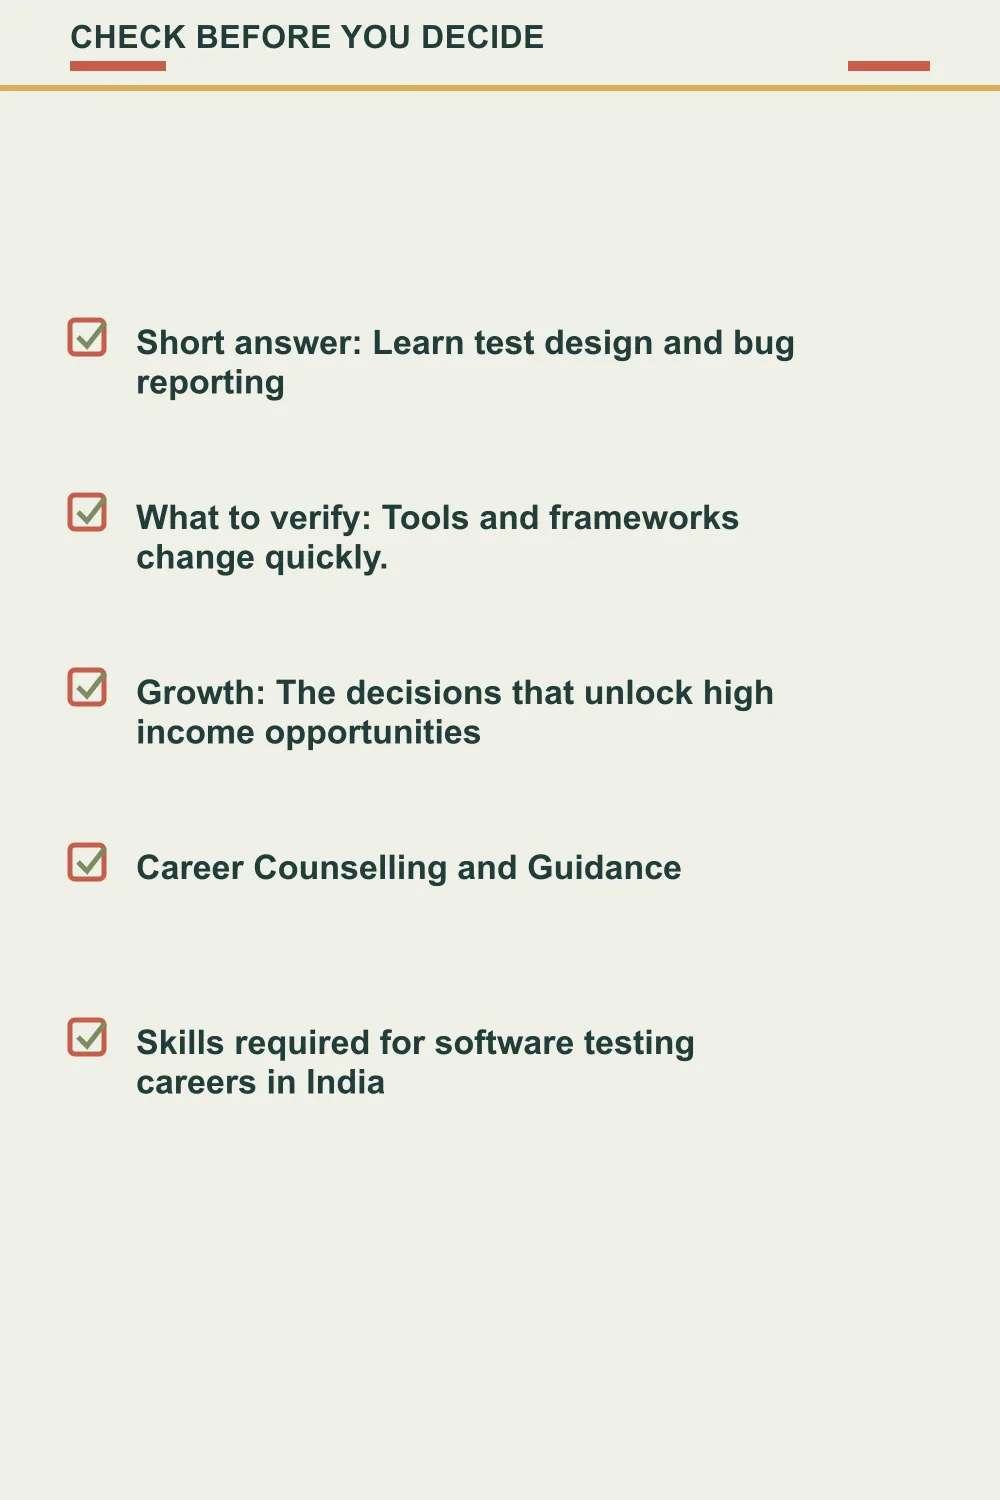 CHECK BEFORE YOU DECIDE
Short answer: Learn test design and bug
reporting
What to verify: Tools and frameworks
change quickly.
Growth: The decisions that unlock high
income opportunities
Career Counselling and Guidance
Skills required for software testing
careers in India